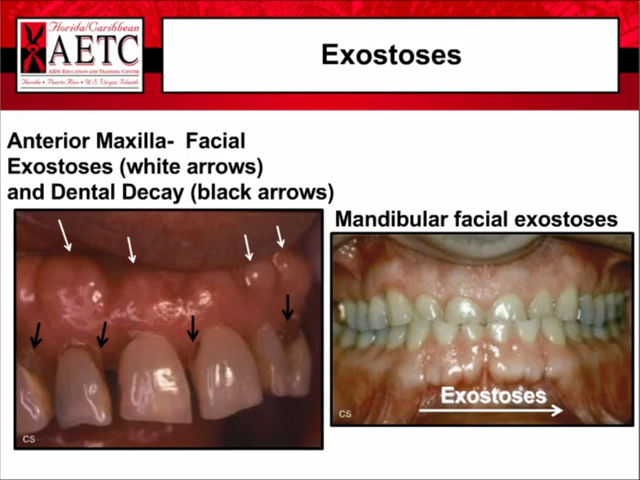 Florida/Caribbean
AETC
AIDS EDUCATION AND TRAINING CENTER
Florida • Puerto Rico • U.S. Virgin Islands
Exostoses
Anterior Maxilla- Facial
Exostoses (white arrows)
and Dental Decay (black arrows)
Mandibular facial exostoses
Exostoses
CS
CS